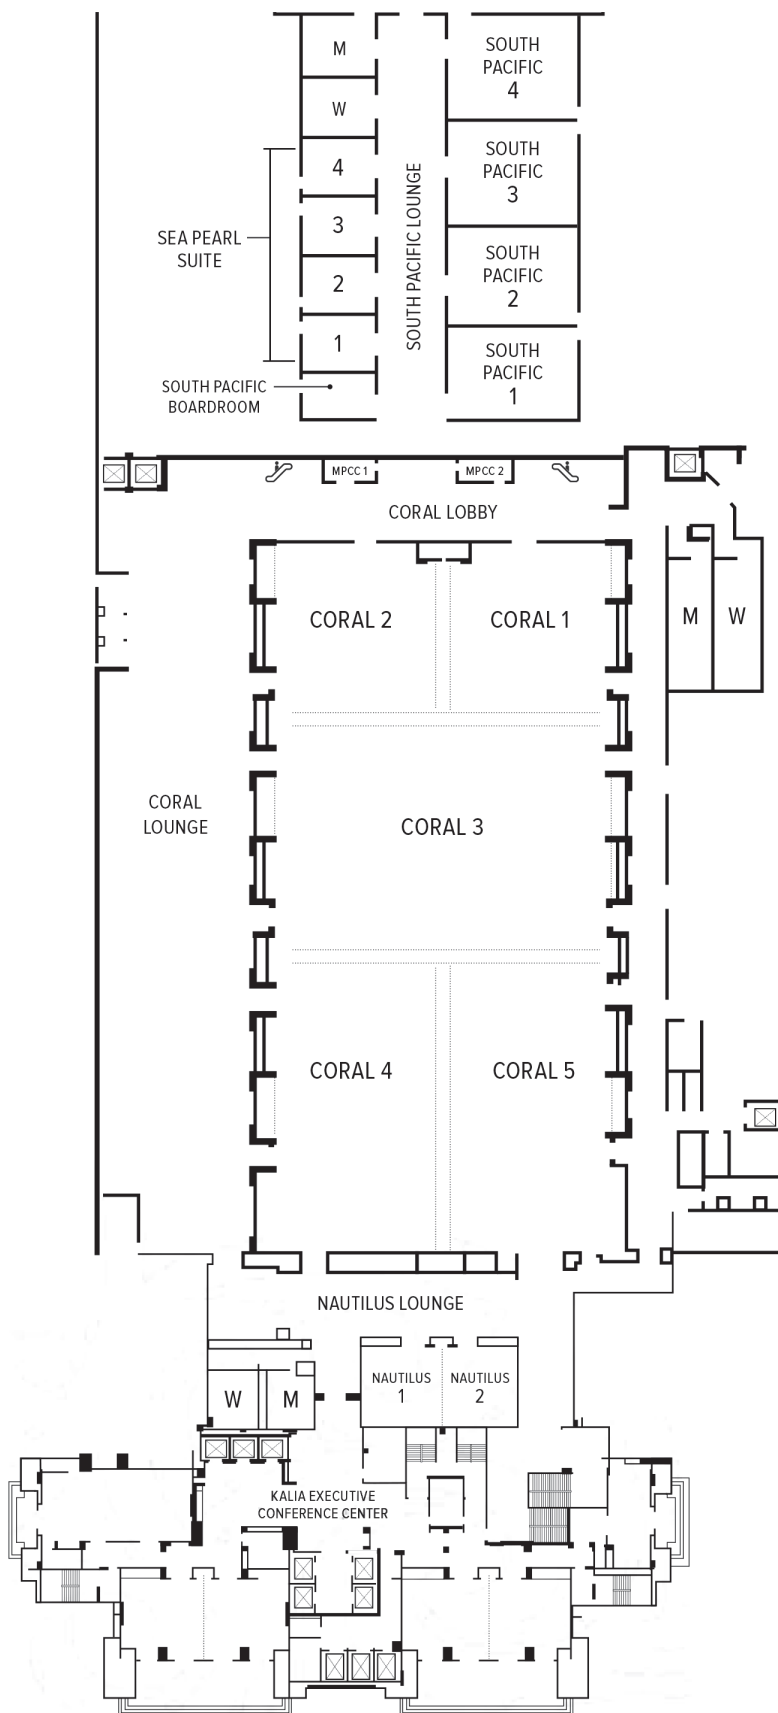 M
SOUTH
PACIFIC
4
W
SOUTH
PACIFIC
3
4
SEA PEARL
SUITE
3
SOUTH PACIFIC LOUNGE
SOUTH
PACIFIC
2
2
1
SOUTH
PACIFIC
1
SOUTH PACIFIC
BOARDROOM
MPCC 1
MPCC 2
CORAL LOBBY
CORAL 2
CORAL 1
M
W
CORAL
LOUNGE
CORAL 3
CORAL 4
CORAL 5
NAUTILUS LOUNGE
W
M
NAUTILUS
1
NAUTILUS
2
KALIA EXECUTIVE
CONFERENCE CENTER